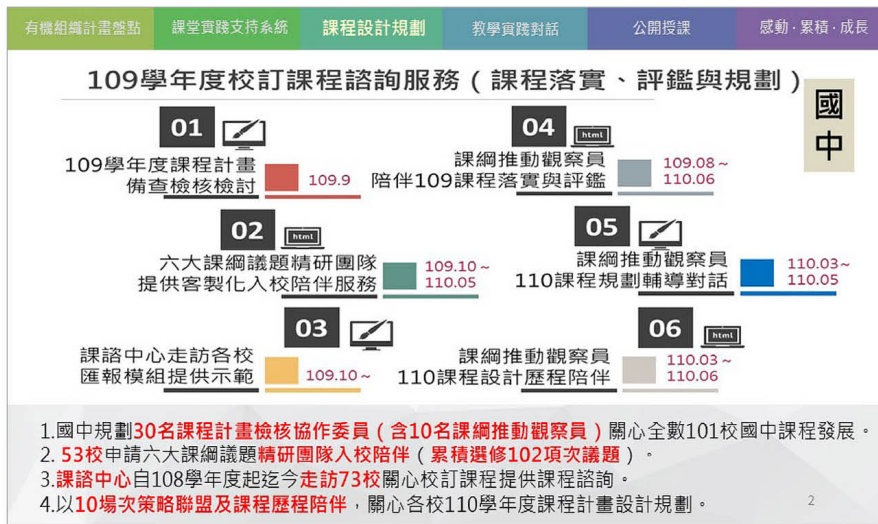 有機組織計畫盤點
課堂實踐支持系統
課程設計規劃
教學實踐對話
公開授課
感動·累積·成長
109學年度校訂課程諮詢服務(課程落實、評鑑與規劃)
國中
01
109學年度課程計畫
備查檢核檢討
109.9
04
html
課綱推動觀察員
陪伴109課程落實與評鑑
109.08~
110.06
02
html
六大課綱議題精研團隊
提供客製化入校陪伴服務
109.10~
110.05
05
課綱推動觀察員
110課程規劃輔導對話
110.03~
110.05
03
課諮中心走訪各校
匯報模組提供示範
109.10~
06
html
課綱推動觀察員
110課程設計歷程陪伴
110.03~
110.06
1.國中規劃30名課程計畫檢核協作委員(含10名課綱推動觀察員)關心全數101校國中課程發展。
2. 53校申請六大課綱議題精研團隊入校陪伴(累積選修102項次議題)。
3.課諮中心自108學年度起迄今走訪73校關心校訂課程提供課程諮詢。
4.以10場次策略聯盟及課程歷程陪伴,關心各校110學年度課程計畫設計規劃。
2